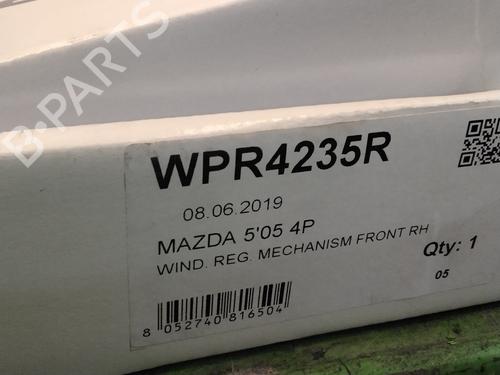 B-PARTS
WPR4235R
08.06.2019
MAZDA 5'05 4P
WIND. REG. MECHANISM FRONT RH
Qty: 1
05
8 052740 816504